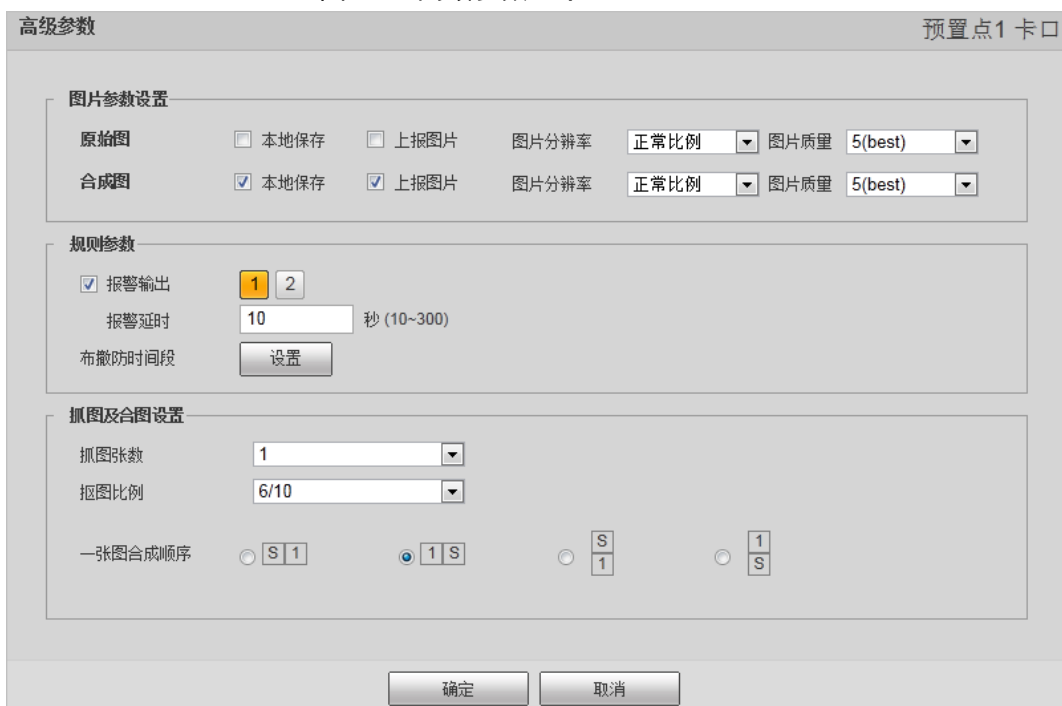 高级参数 预置点1 卡口
图片参数设置
原始图 本地保存 上报图片 图片分辨率 正常比例 图片质量 5(best)
合成图 本地保存 上报图片 图片分辨率 正常比例 图片质量 5(best)
规则参数
报警输出 1 2
报警延时 10 秒 (10~300)
布撤防时间段 设置
抓图及合图设置
抓图张数 1
抠图比例 6/10
一张图合成顺序 S 1 1 S S 1 1 S
确定 取消